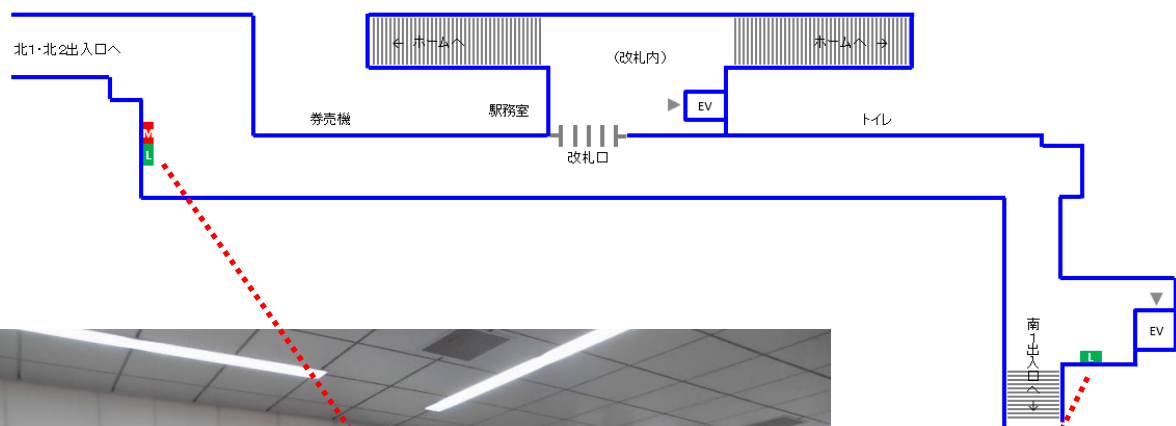 北1・北2出入口へ
← ホームへ
ホームへ →
(改札内)
券売機
駅務室
EV
トイレ
改札口
M
L
南1出入口へ→
EV
L